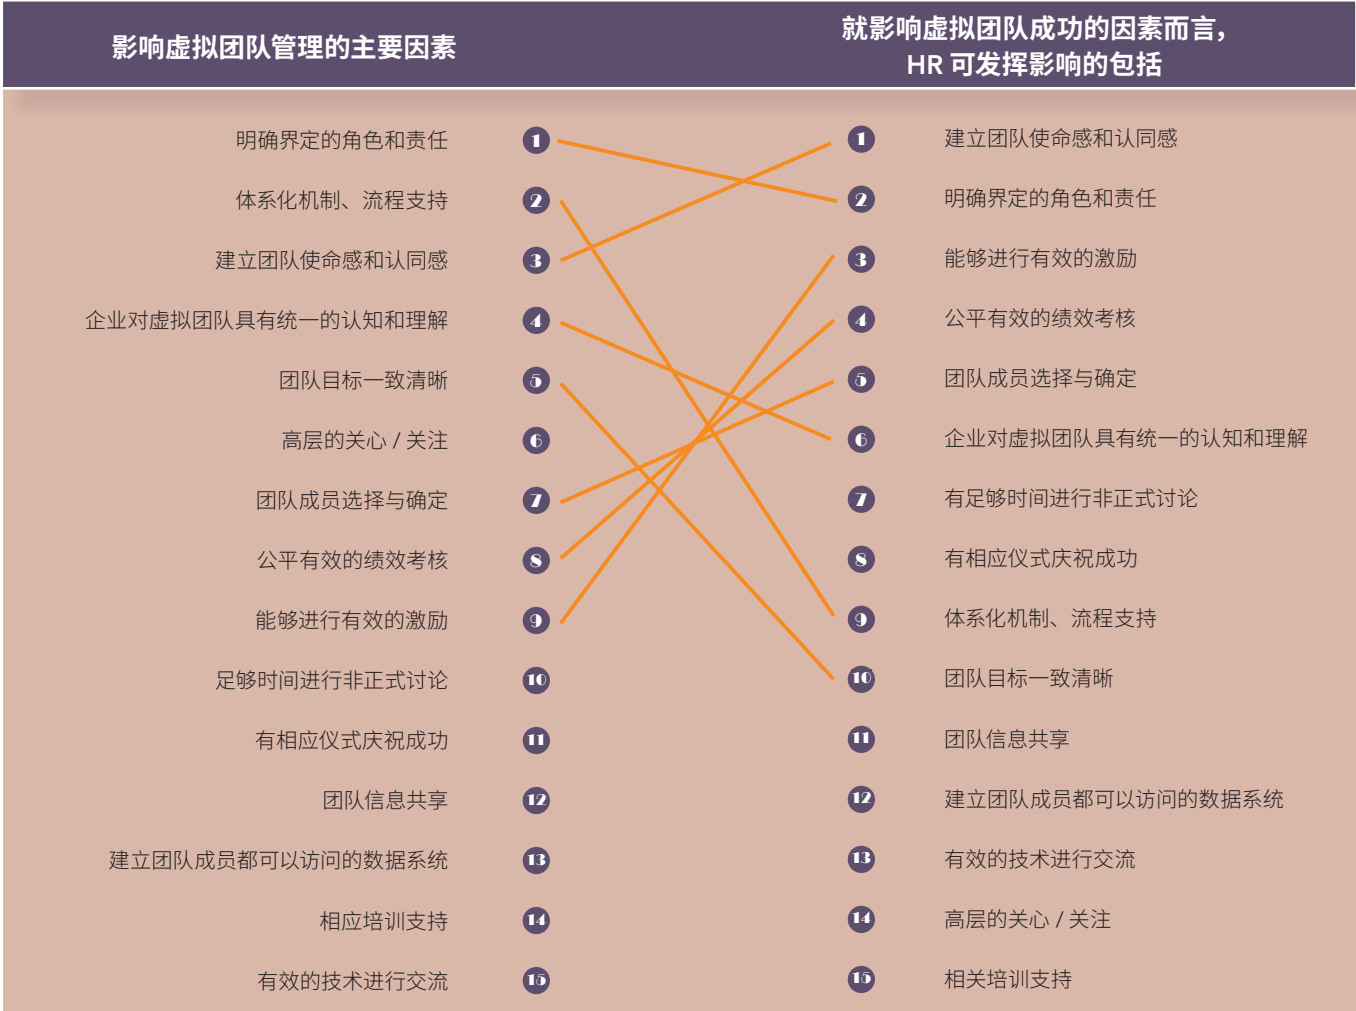 影响虚拟团队管理的主要因素
就影响虚拟团队成功的因素而言，
HR 可发挥影响的包括
明确界定的角色和责任 1 1 建立团队使命感和认同感
体系化机制、流程支持 2 2 明确界定的角色和责任
建立团队使命感和认同感 3 3 能够进行有效的激励
企业对虚拟团队具有统一的认知和理解 4 4 公平有效的绩效考核
团队目标一致清晰 5 5 团队成员选择与确定
高层的关心 / 关注 6 6 企业对虚拟团队具有统一的认知和理解
团队成员选择与确定 7 7 有足够时间进行非正式讨论
公平有效的绩效考核 8 8 有相应仪式庆祝成功
能够进行有效的激励 9 9 体系化机制、流程支持
足够时间进行非正式讨论 10 10 团队目标一致清晰
有相应仪式庆祝成功 11 11 团队信息共享
团队信息共享 12 12 建立团队成员都可以访问的数据系统
建立团队成员都可以访问的数据系统 13 13 有效的技术进行交流
相应培训支持 14 14 高层的关心 / 关注
有效的技术进行交流 15 15 相关培训支持